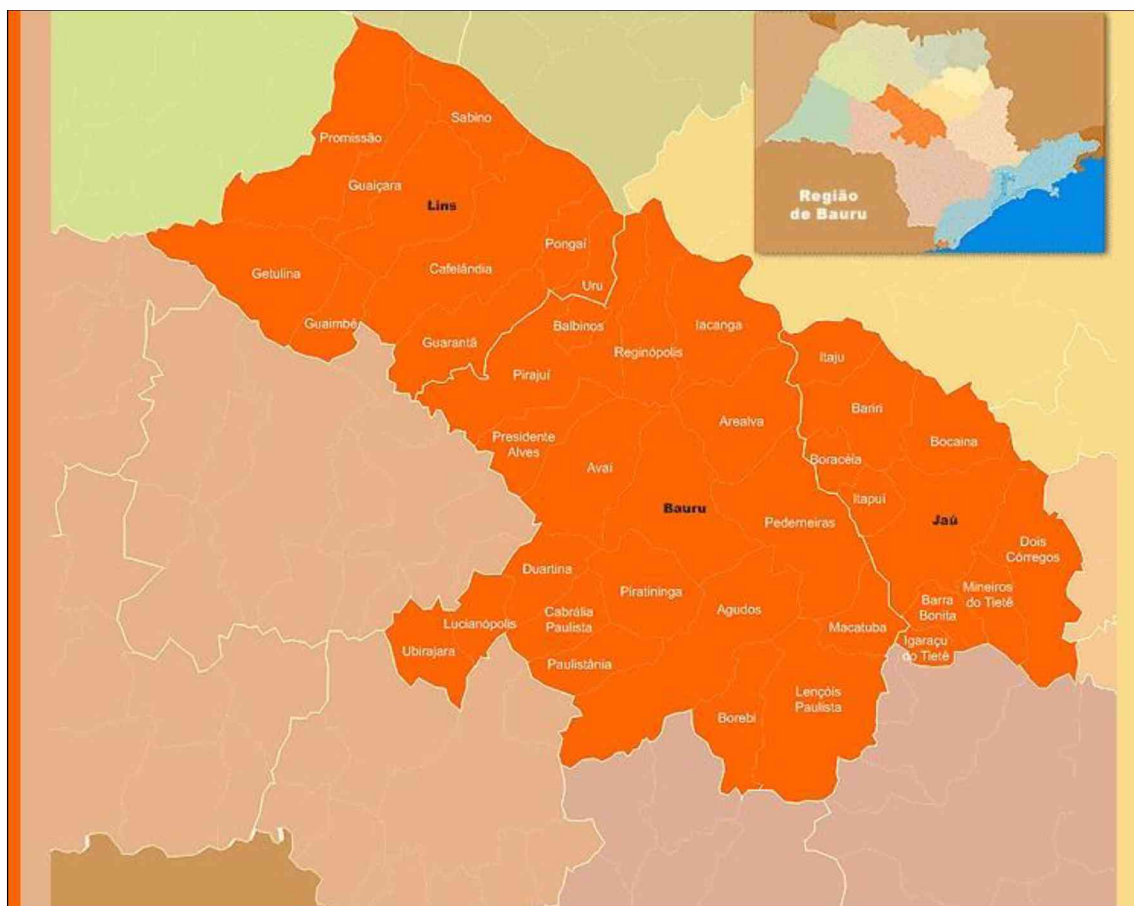 Região
de Bauru
Sabino
Promissão
Guaiçara
Lins
Pongaí
Getulina
Cafelândia
Uru
Guaimbê
Balbinos
Iacanga
Guarantã
Reginópolis
Itaju
Pirajuí
Bariri
Arealva
Presidente
Alves
Bocaina
Avaí
Boracéia
Itapuí
Bauru
Pederneiras
Jaú
Dois
Córregos
Duartina
Piratininga
Mineiros
do Tietê
Barra
Bonita
Cabrália
Paulista
Agudos
Lucianópolis
Macatuba
Igaraçu
do Tietê
Ubirajara
Paulistânia
Lençóis
Paulista
Borebi